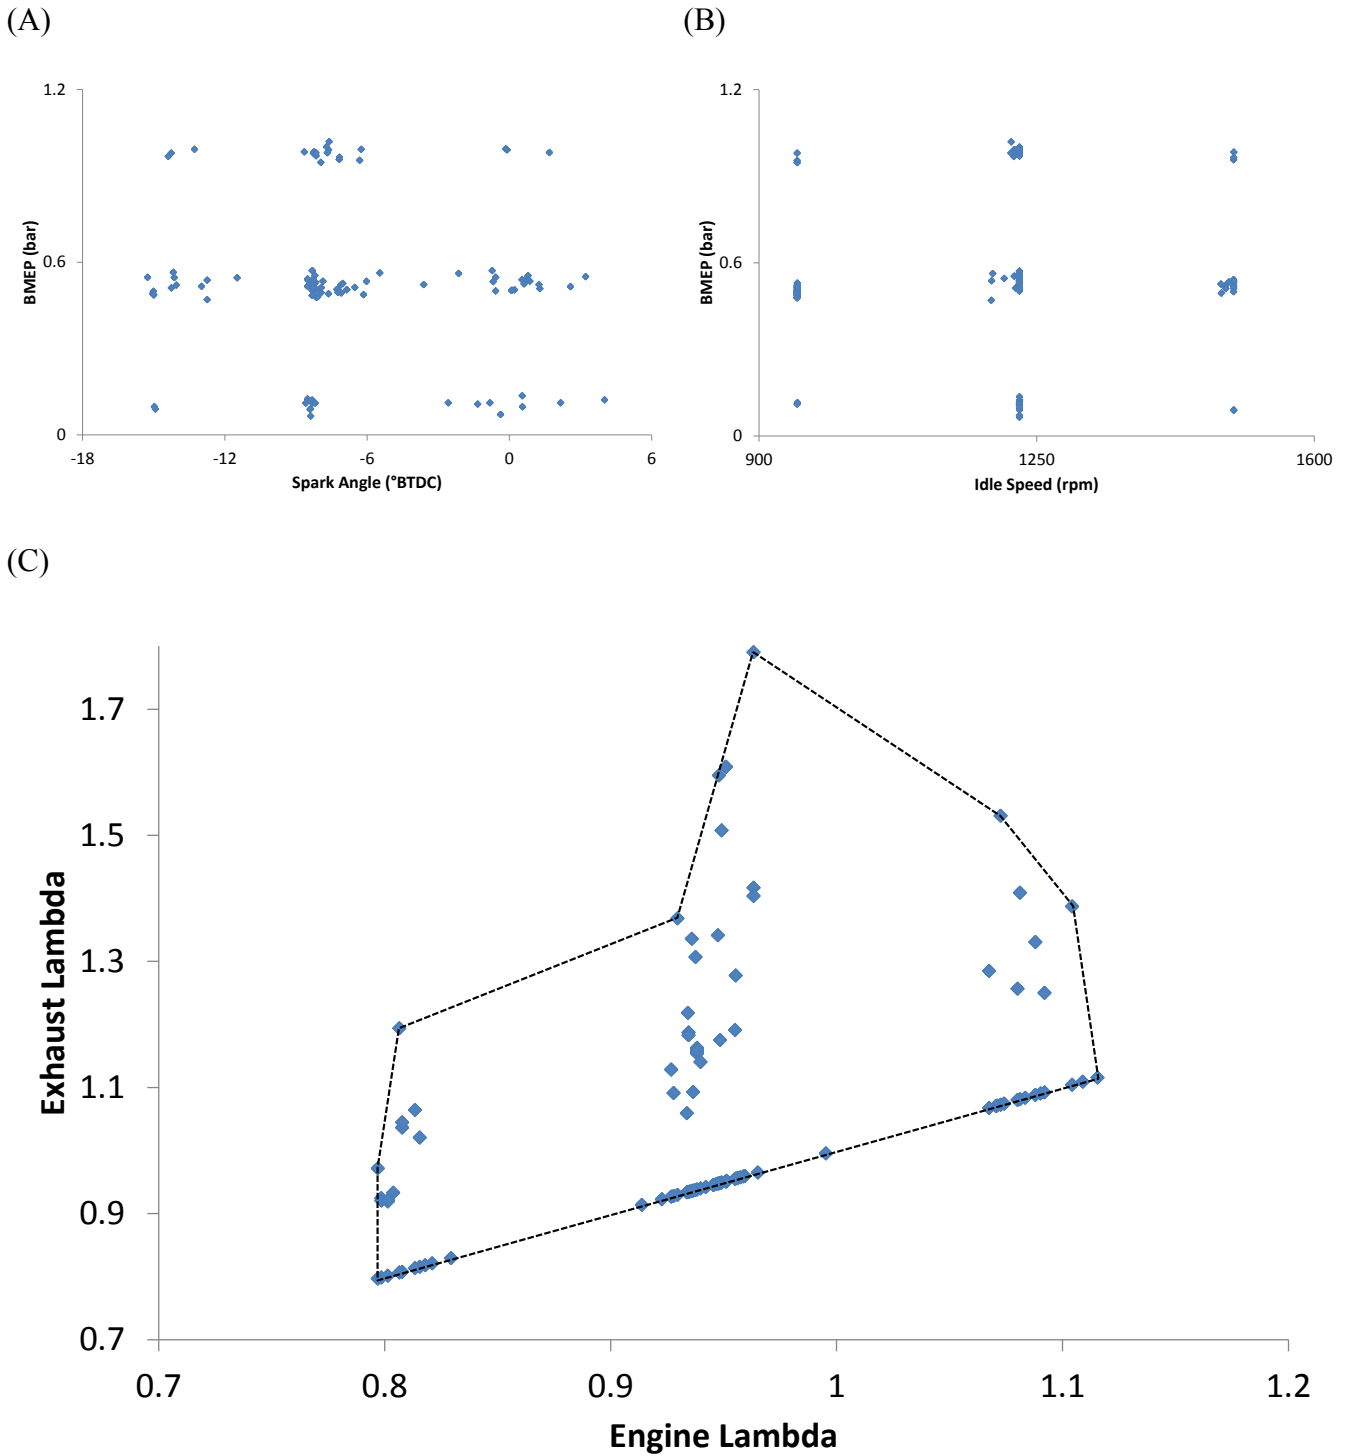 (A)
(B)
1.2
0.6
0
BMEP (bar)
-18 -12 -6 0 6
Spark Angle (°BTDC)
1.2
0.6
0
BMEP (bar)
900 1250 1600
Idle Speed (rpm)
(C)
1.7
1.5
1.3
1.1
0.9
0.7
Exhaust Lambda
0.7 0.8 0.9 1 1.1 1.2
Engine Lambda